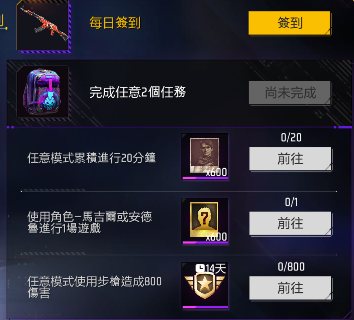 每日簽到
簽到
完成任意2個任務
尚未完成
任意模式累積進行20分鐘
x600
0/20
前往
使用角色-馬吉爾或安德
魯進行1場遊戲
x600
0/1
前往
任意模式使用步槍造成800
傷害
14天
0/800
前往